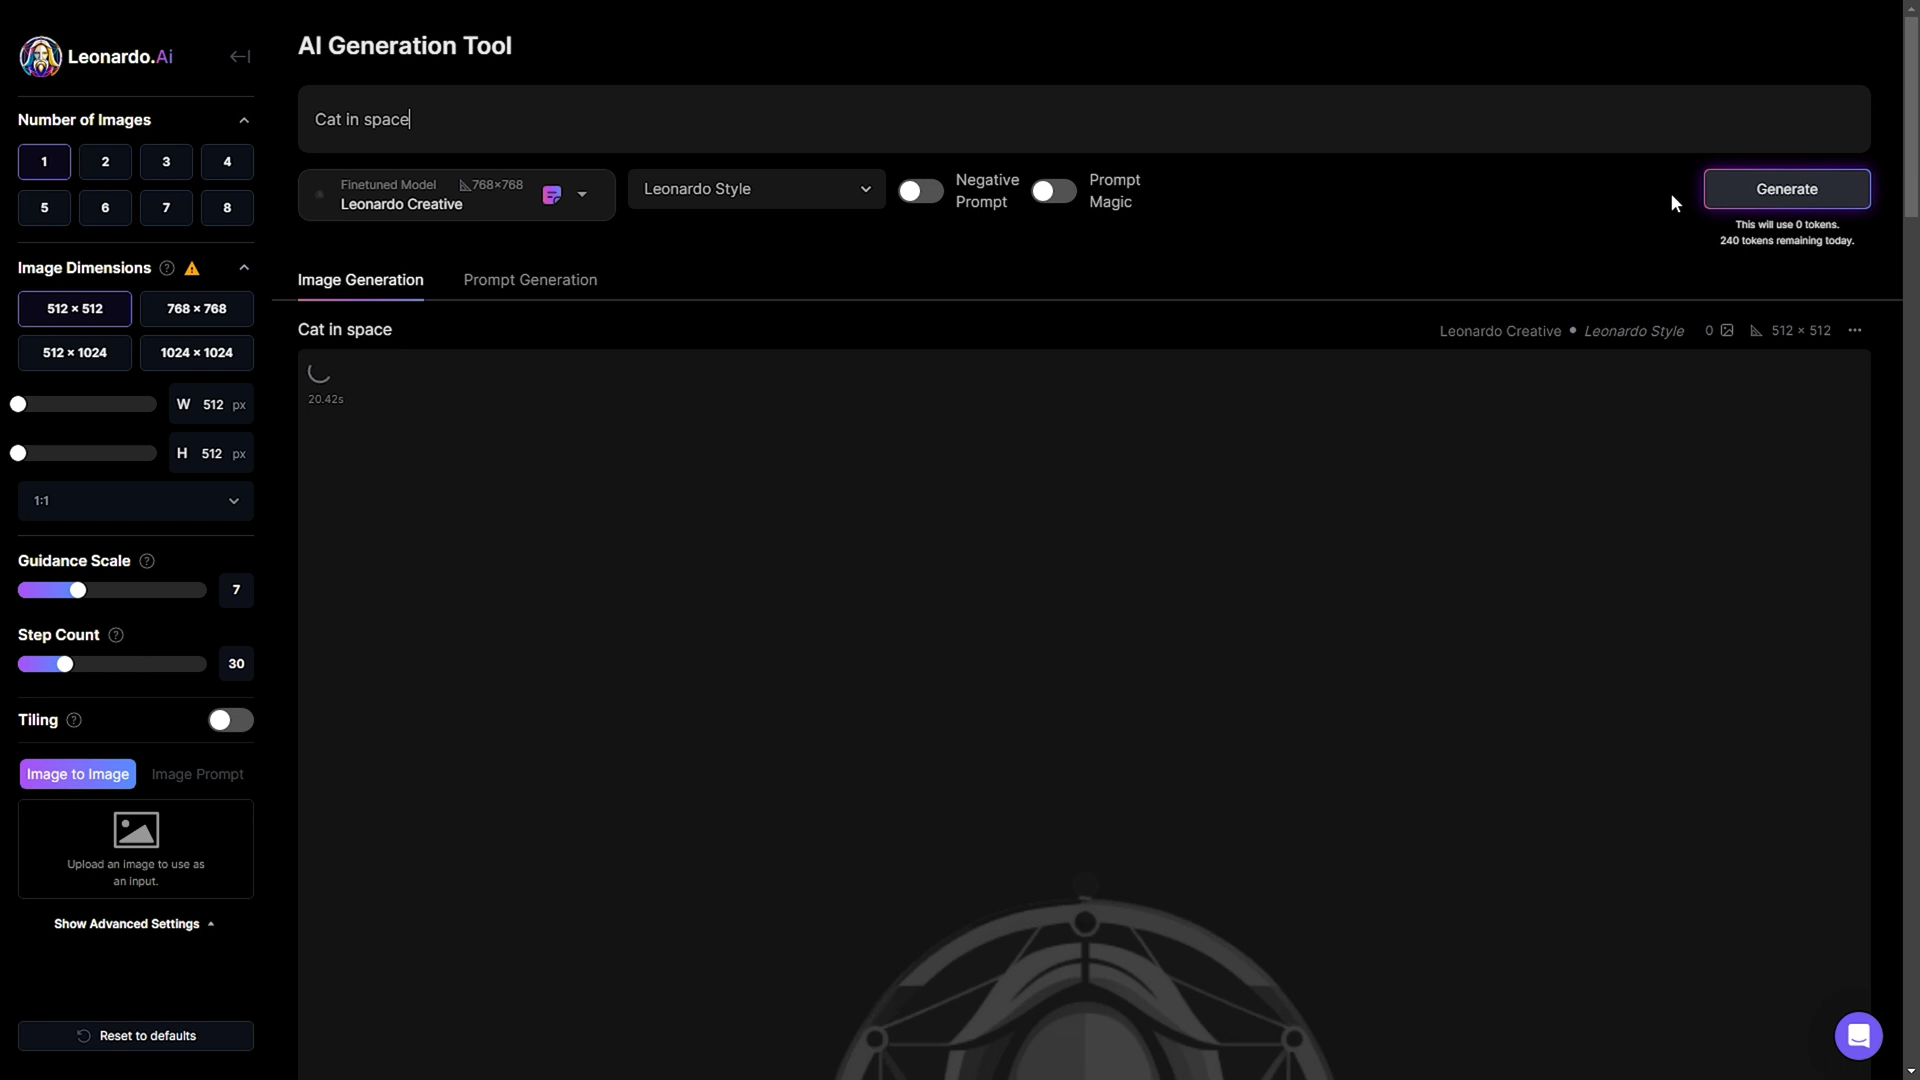 Leonardo.Ai
AI Generation Tool
Number of Images
1
2
3
4
5
6
7
8
Cat in space
Finetuned Model
768×768
Leonardo Creative
Leonardo Style
Negative
Prompt
Prompt
Magic
Generate
This will use 0 tokens.
240 tokens remaining today.
Image Dimensions
512 × 512
768 × 768
512 × 1024
1024 × 1024
W 512 px
H 512 px
1:1
Guidance Scale
7
Step Count
30
Tiling
Image to Image
Image Prompt
Upload an image to use as
an input.
Show Advanced Settings
Reset to defaults
Image Generation
Prompt Generation
Cat in space
Leonardo Creative • Leonardo Style 0 512 × 512
20.42s